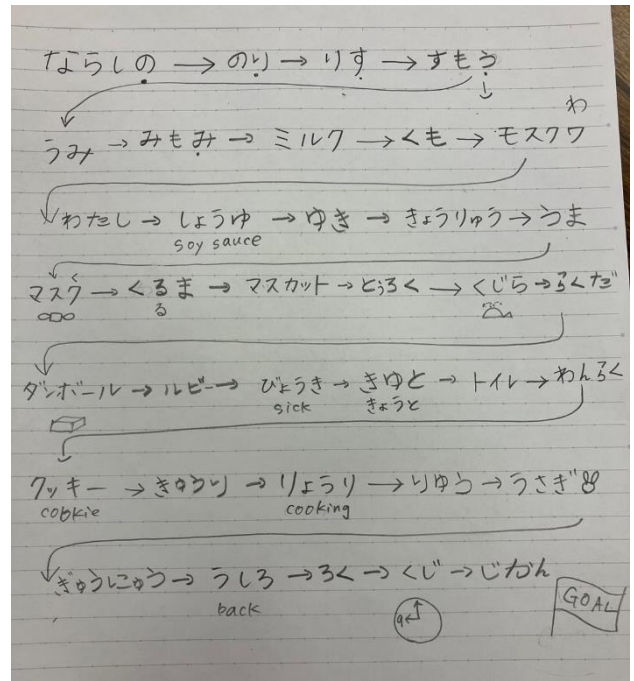 ならしの → のり → りす → すもう
わ
うみ → みもみ → ミルク → くも → モスクワ
わたし → しょうゆ → ゆき → きょうりゅう → うま
soy sauce
マスク → くるま → マスカット → とうろく → くじら → らくだ
く る
ダンボール → ルビー → びょうき → きゆと → トイレ → わんろく
sick きょうと
クッキー → きゅうり → りょうり → りゆう → うさぎ
cookie cooking
ぎゅうにゅう → うしろ → ろく → くじ → じかん
back 9 GOAL